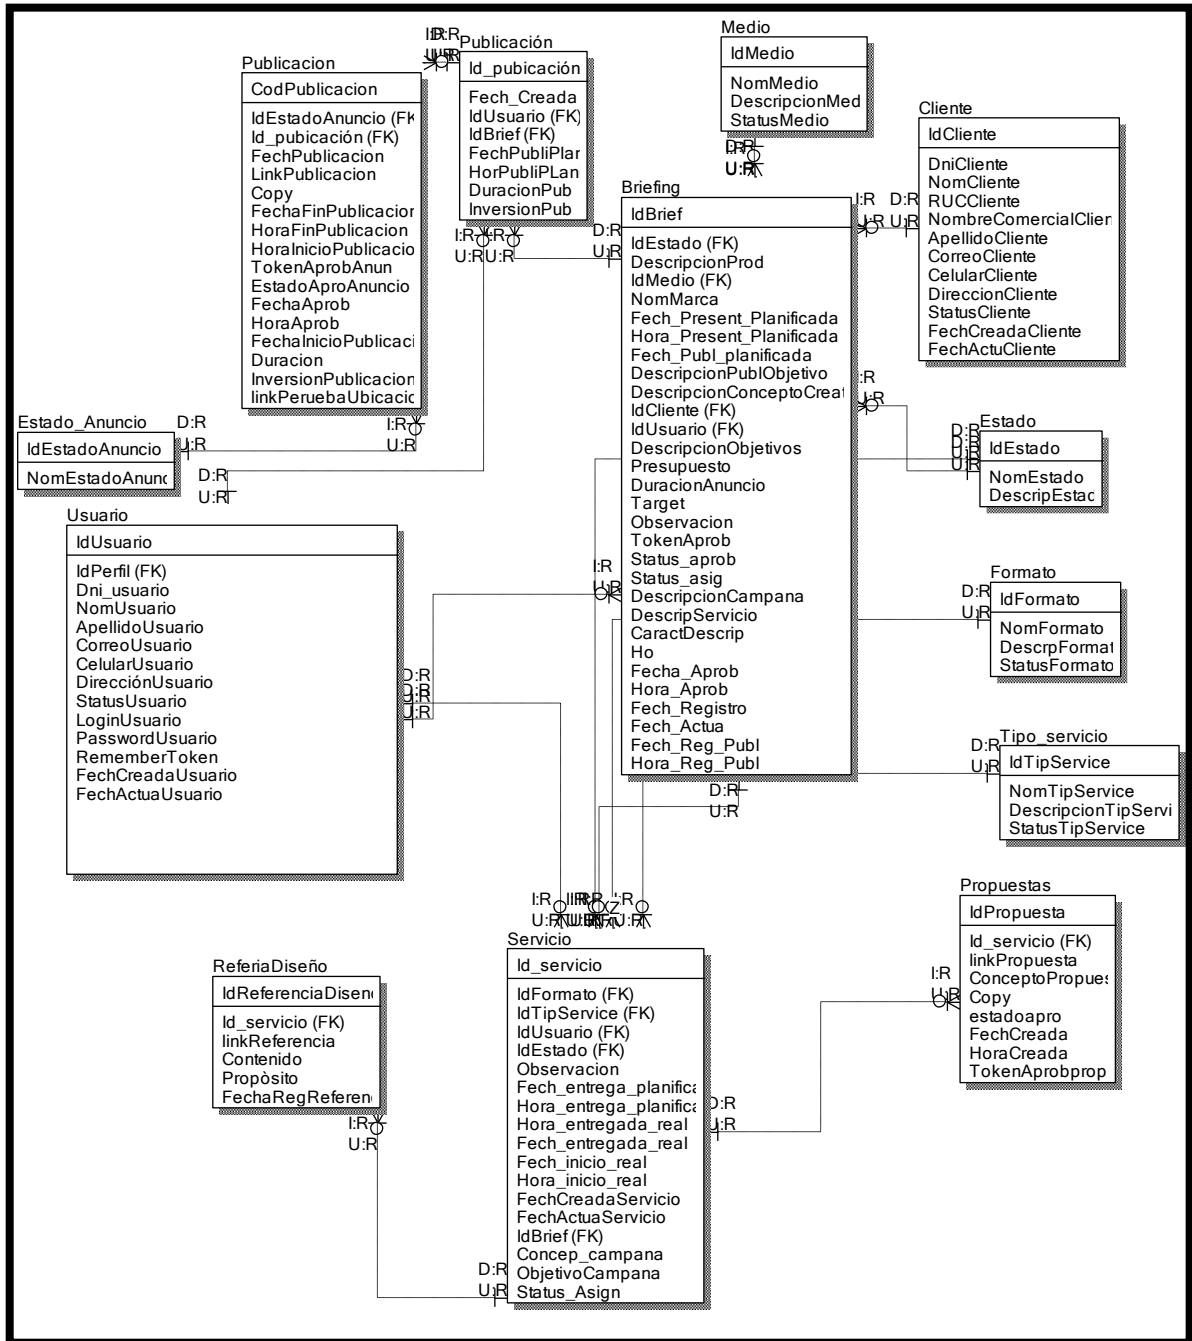 Publicacion
CodPublicacion
IdEstadoAnuncio (FK
Id_pubicación (FK)
FechPublicacion
LinkPublicacion
Copy
FechaFinPublicacion
HoraFinPublicacion
HoraInicioPublicacio
TokenAprobAnun
EstadoAproAnuncio
FechaAprob
HoraAprob
FechaInicioPublicaci
Duracion
InversionPublicacion
linkPeruebaUbicacio
Publicación
Id_pubicación
Fech_Creada
IdUsuario (FK)
IdBrief (FK)
FechPubliPlan
HorPubliPLan
DuracionPub
InversionPub
I:R
U:R
I:R
U:R
Medio
IdMedio
NomMedio
DescripcionMed
StatusMedio
D:R
U:R
Cliente
IdCliente
DniCliente
NomCliente
RUCCliente
NombreComercialClien
ApellidoCliente
CorreoCliente
CelularCliente
DireccionCliente
StatusCliente
FechCreadaCliente
FechActuCliente
I:R
U:R
D:R
U:R
Briefing
IdBrief
IdEstado (FK)
DescripcionProd
IdMedio (FK)
NomMarca
Fech_Present_Planificada
Hora_Present_Planificada
Fech_Publ_planificada
DescripcionPublObjetivo
DescripcionConceptoCreat
IdCliente (FK)
IdUsuario (FK)
DescripcionObjetivos
Presupuesto
DuracionAnuncio
Target
Observacion
TokenAprob
Status_aprob
Status_asig
DescripcionCampana
DescripServicio
CaractDescrip
Ho
Fecha_Aprob
Hora_Aprob
Fech_Registro
Fech_Actua
Fech_Reg_Publ
Hora_Reg_Publ
D:R
U:R
I:R
U:R
I:R
U:R
D:R
U:R
Estado_Anuncio
IdEstadoAnuncio
NomEstadoAnunc
D:R
U:R
I:R
U:R
D:R
U:R
Estado
IdEstado
NomEstado
DescripEstac
D:R
U:R
Usuario
IdUsuario
IdPerfil (FK)
Dni_usuario
NomUsuario
ApellidoUsuario
CorreoUsuario
CelularUsuario
DirecciónUsuario
StatusUsuario
LoginUsuario
PasswordUsuario
RememberToken
FechCreadaUsuario
FechActuaUsuario
D:R
U:R
Formato
IdFormato
NomFormato
DescrpFormat
StatusFormato
D:R
U:R
Tipo_servicio
IdTipService
NomTipService
DescripcionTipServi
StatusTipService
D:R
U:R
Propuestas
IdPropuesta
Id_servicio (FK)
linkPropuesta
ConceptoPropues
Copy
estadoapro
FechCreada
HoraCreada
TokenAprobprop
I:R
U:R
Servicio
Id_servicio
IdFormato (FK)
IdTipService (FK)
IdUsuario (FK)
IdEstado (FK)
Observacion
Fech_entrega_planifica
Hora_entrega_planifica
Hora_entregada_real
Fech_entregada_real
Fech_inicio_real
Hora_inicio_real
FechCreadaServicio
FechActuaServicio
IdBrief (FK)
Concep_campana
ObjetivoCampana
Status_Asign
I:R
U:R
D:R
U:R
D:R
U:R
ReferiaDiseño
IdReferenciaDisen
Id_servicio (FK)
linkReferencia
Contenido
Propòsito
FechaRegReferen
I:R
U:R